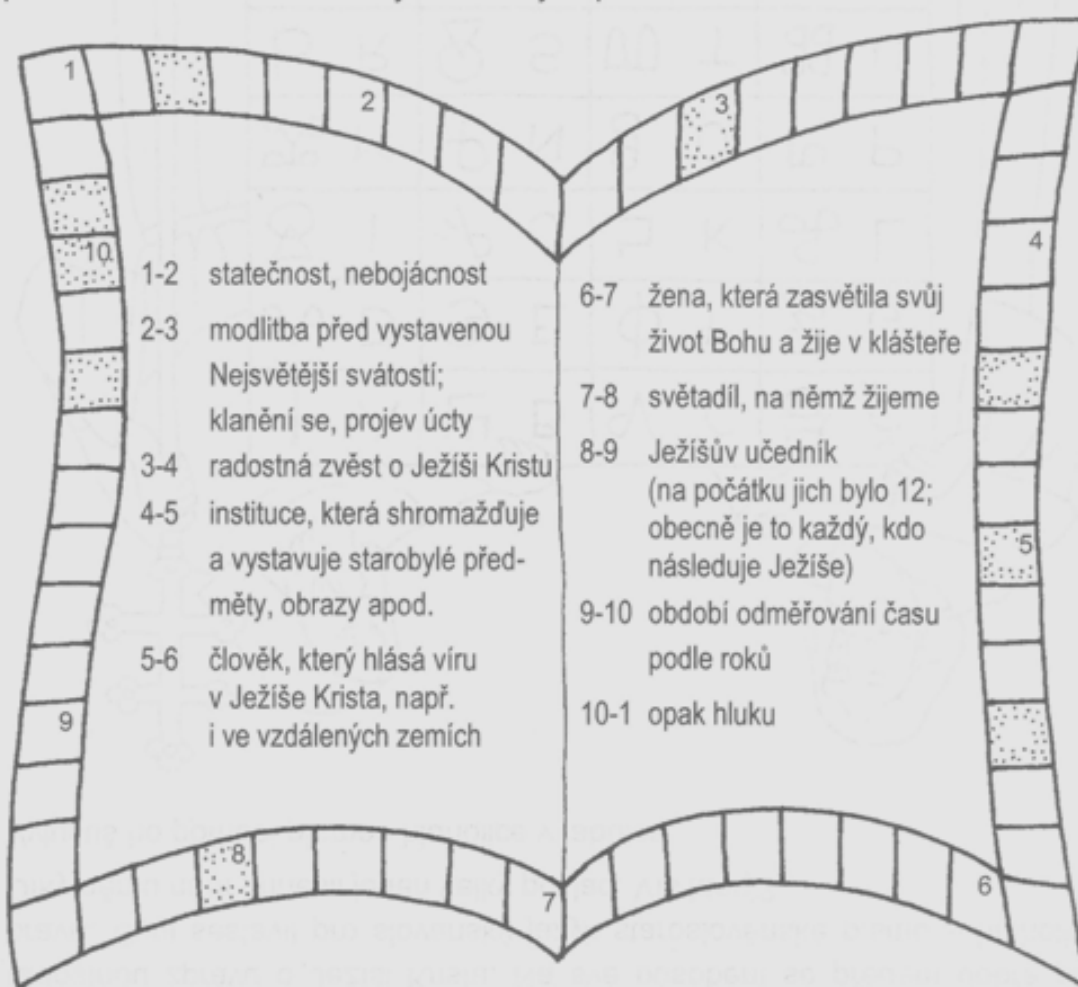 1
2
3
10
4
1-2 statečnost, nebojácnost
2-3 modlitba před vystavenou
Nejsvětější svátostí;
klanění se, projev úcty
3-4 radostná zvěst o Ježíši Kristu
4-5 instituce, která shromažďuje
a vystavuje starobylé před-
měty, obrazy apod.
5-6 člověk, který hlásá víru
v Ježíše Krista, např.
i ve vzdálených zemích
6-7 žena, která zasvětila svůj
život Bohu a žije v klášteře
7-8 světadíl, na němž žijeme
8-9 Ježíšův učedník
(na počátku jich bylo 12;
obecně je to každý, kdo
následuje Ježíše)
9-10 období odměřování času
podle roků
10-1 opak hluku
5
9
8
7
6